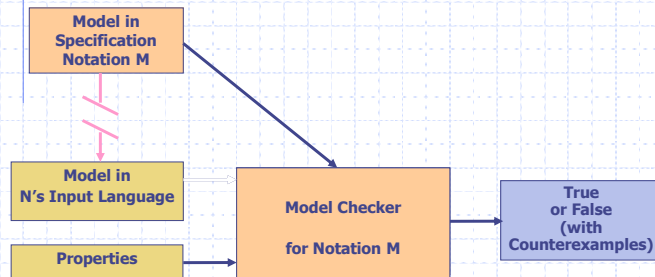 Model in
Specification
Notation M
Model in
N's Input Language
Properties
Model Checker
for Notation M
True
or False
(with
Counterexamples)